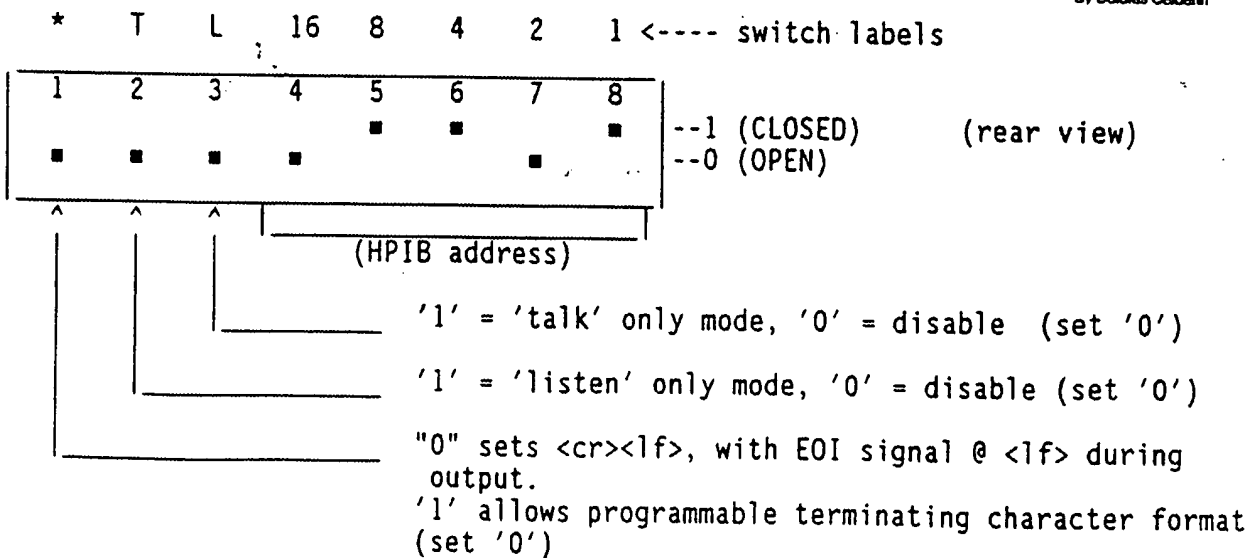 * T L 16 8 4 2 1 <---- switch labels
1 2 3 4 5 6 7 8
--1 (CLOSED) (rear view)
--0 (OPEN)
(HPIB address)
'1' = 'talk' only mode, '0' = disable (set '0')
'1' = 'listen' only mode, '0' = disable (set '0')
"0" sets <cr><lf>, with EOI signal @ <lf> during
output.
'1' allows programmable terminating character format
(set '0')